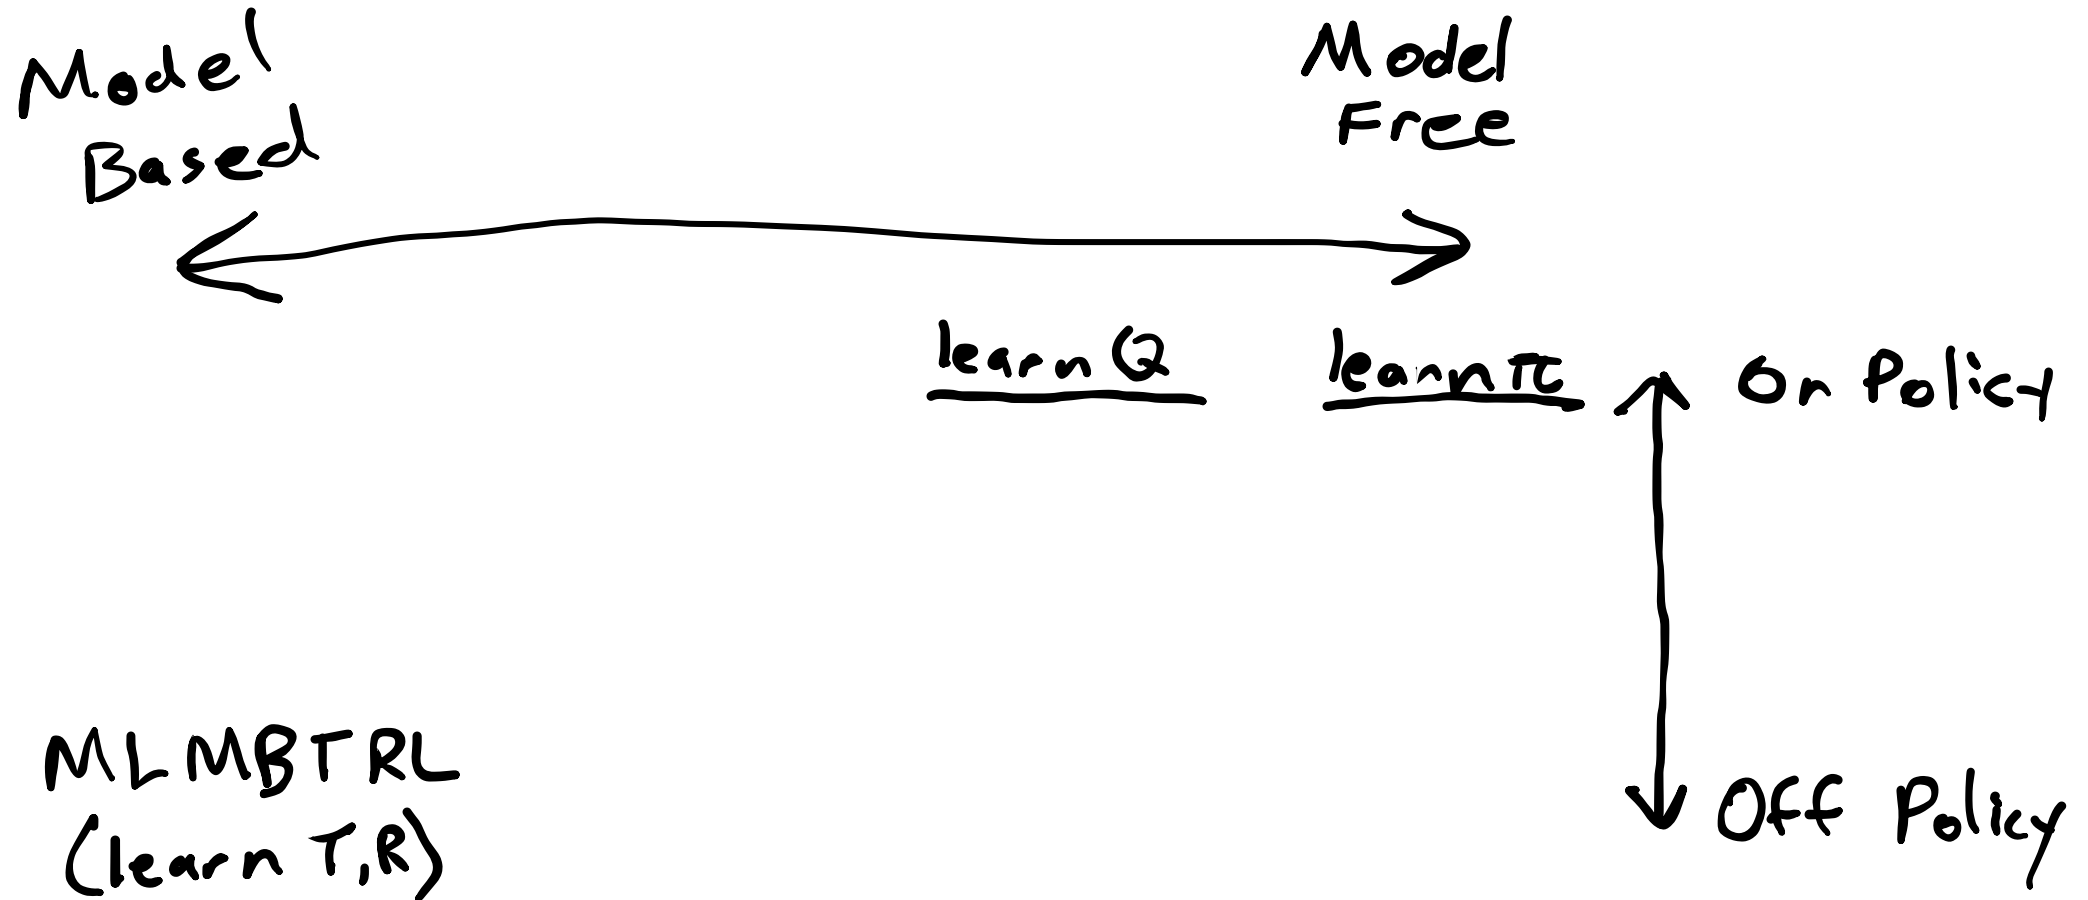 Model
Based
Model
Free
learn Q
learn π
On Policy
MLMBTRL
(learn T,R)
Off Policy